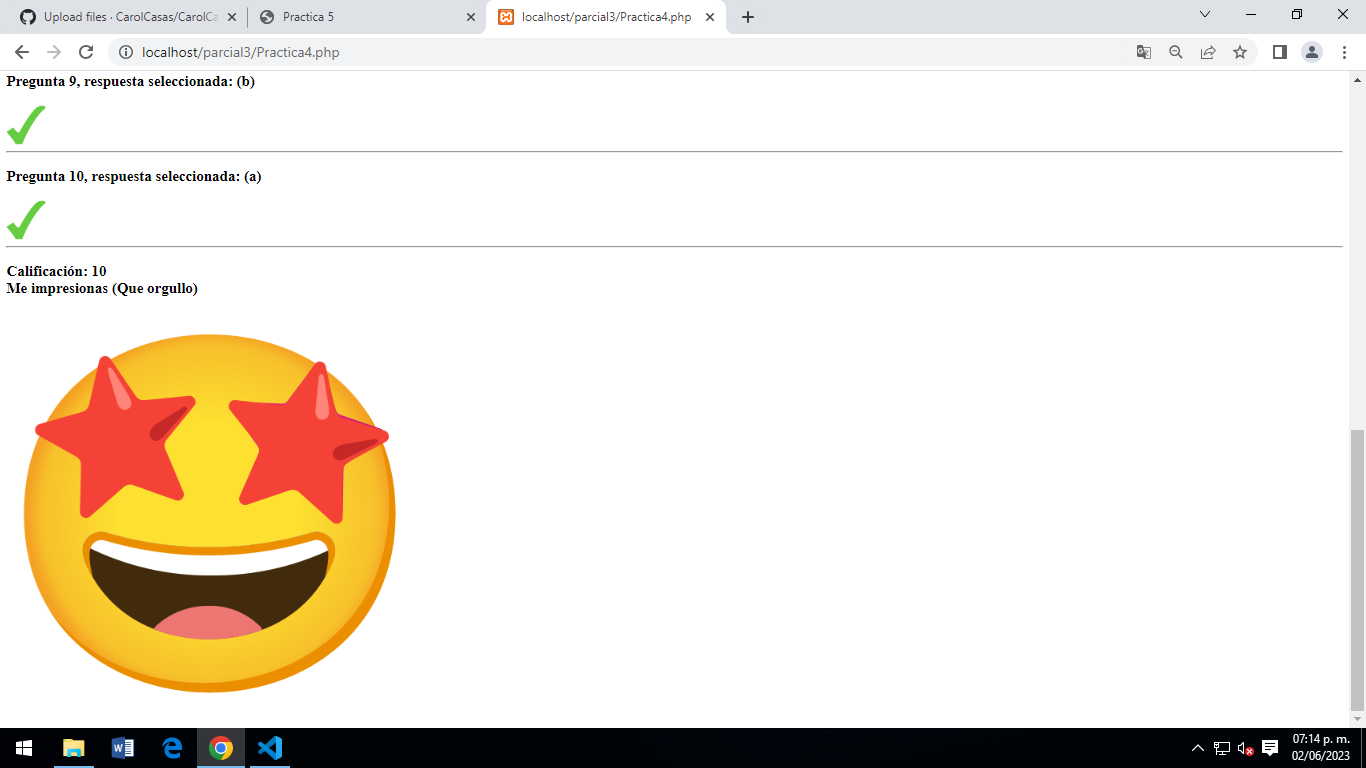 Upload files · CarolCasas/CarolCa
Practica 5
localhost/parcial3/Practica4.php
localhost/parcial3/Practica4.php
Pregunta 9, respuesta seleccionada: (b)
Pregunta 10, respuesta seleccionada: (a)
Calificación: 10
Me impresionas (Que orgullo)
07:14 p. m.
02/06/2023